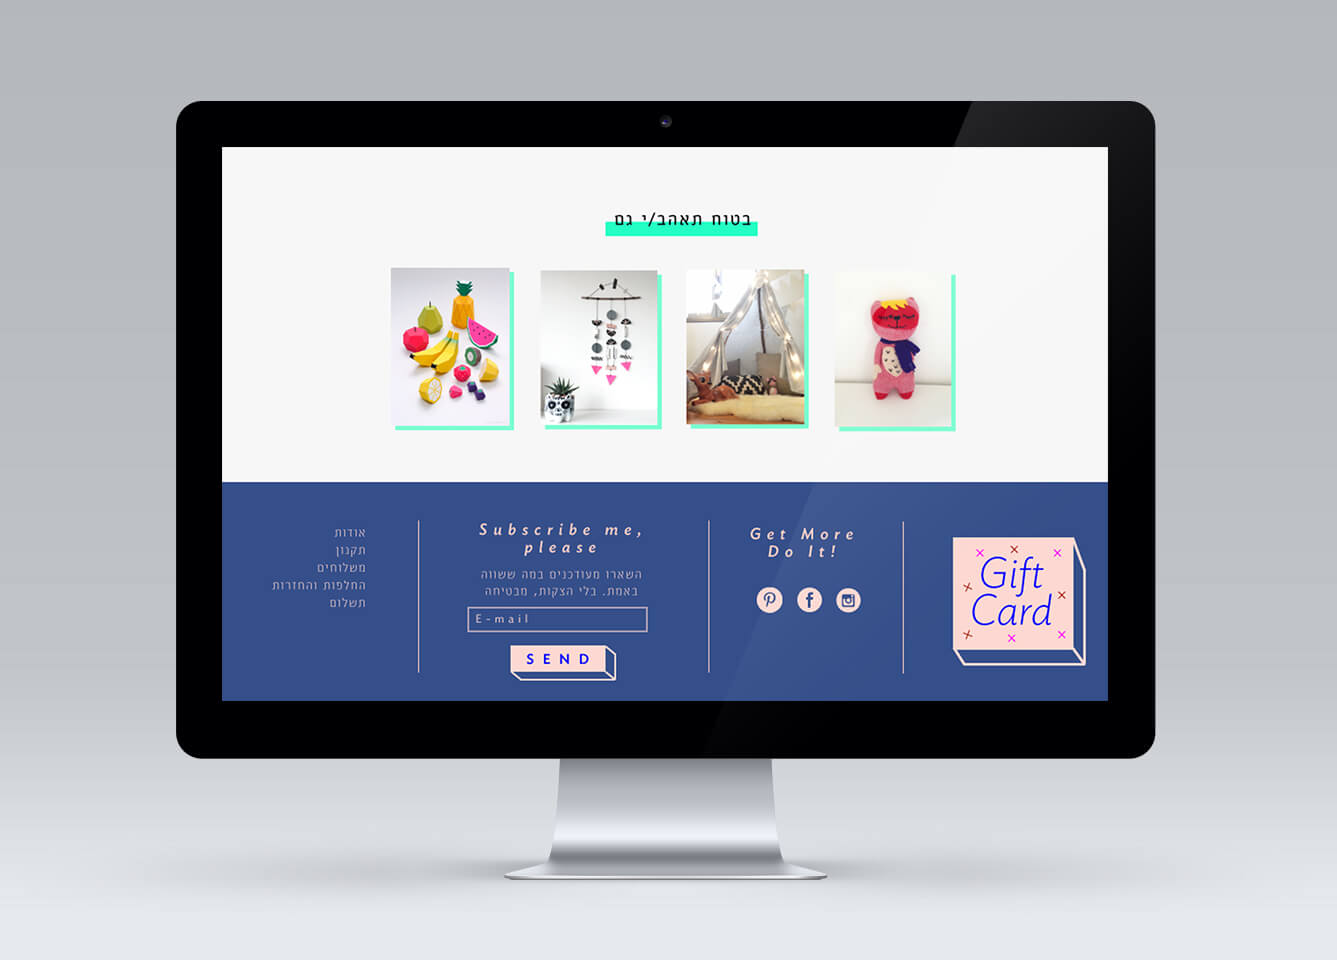 בטוח תאהב/י גם
אודות
תקנון
משלוחים
החלפות והחזרות
תשלום
Subscribe me,
please
השארו מעודכנים במה ששווה
באמת. בלי הצקות, מבטיחה
E-mail
SEND
Get More
Do It!
Gift
Card